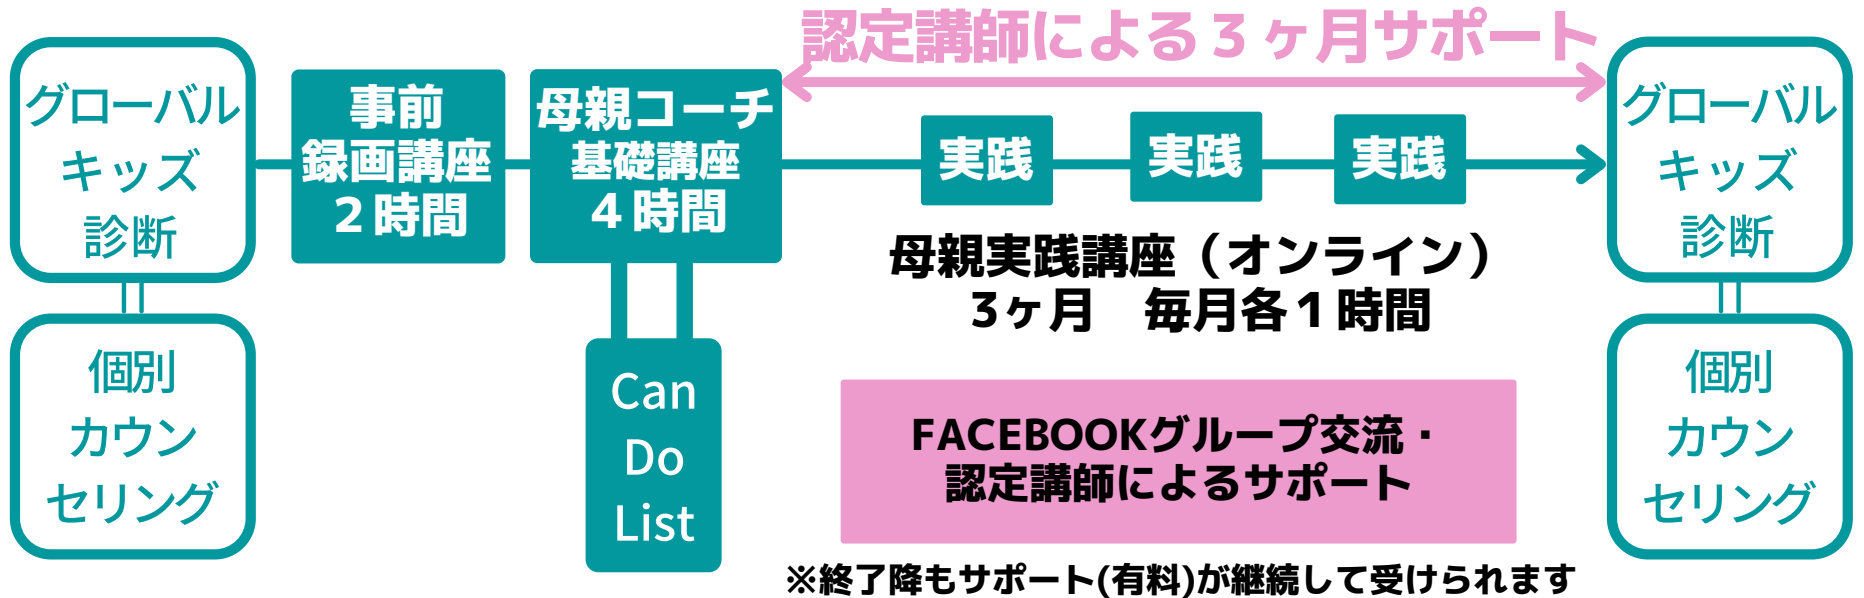 認定講師による３ヶ月サポート
グローバル
キッズ
診断
事前
録画講座
２時間
母親コーチ
基礎講座
４時間
実践
実践
実践
グローバル
キッズ
診断
母親実践講座（オンライン）
3ヶ月　毎月各１時間
個別
カウン
セリング
Can
Do
List
FACEBOOKグループ交流・
認定講師によるサポート
個別
カウン
セリング
※終了降もサポート(有料)が継続して受けられます